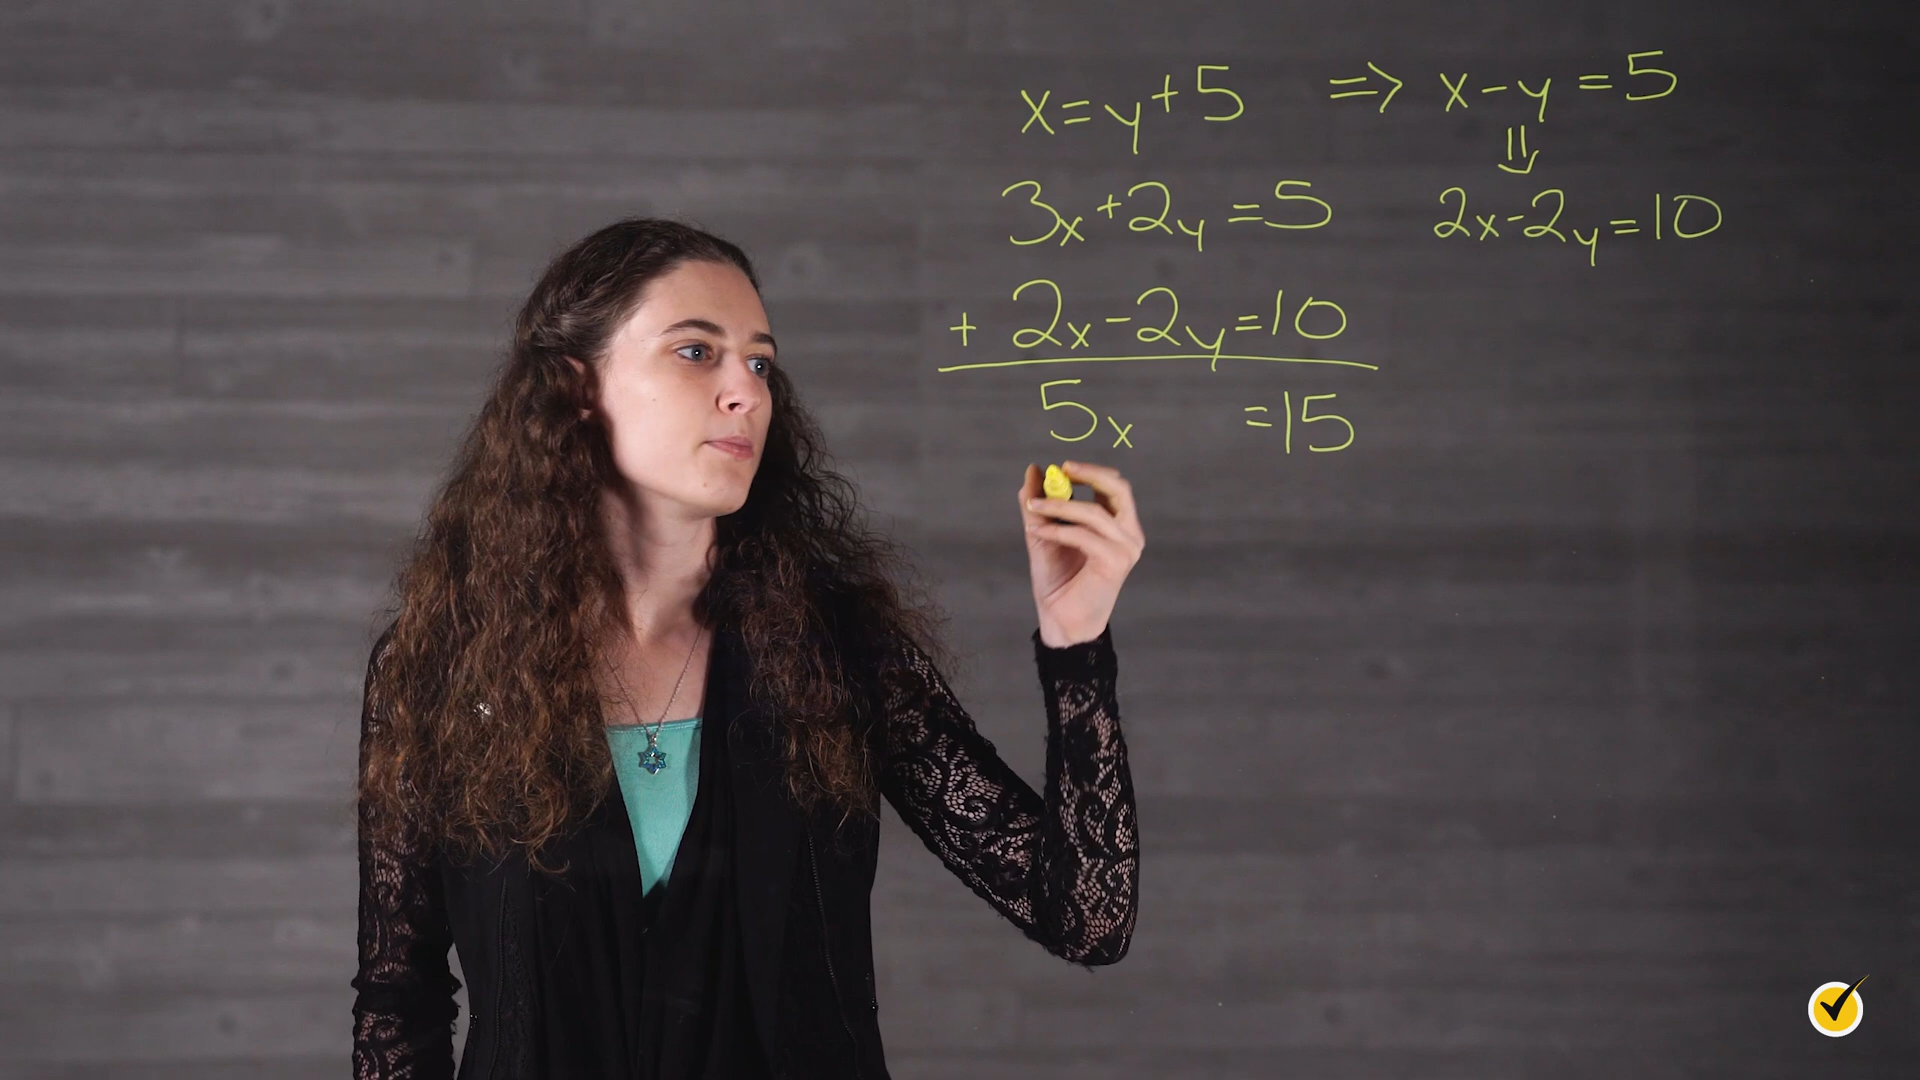 x=y+5 ⇒ x-y=5
⇓
3x+2y=5 2x-2y=10
+ 2x-2y=10
5x =15